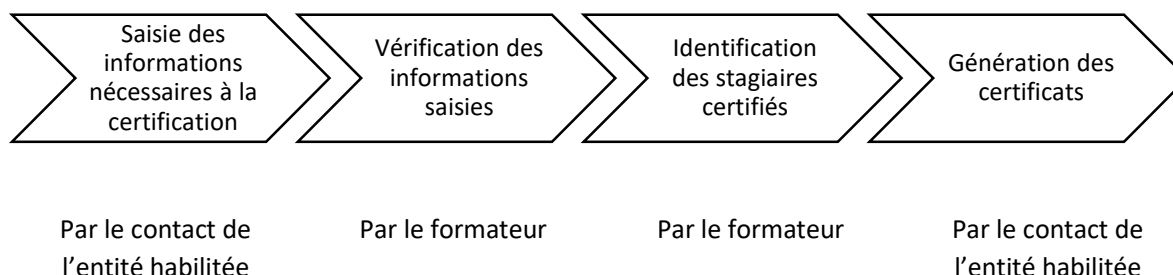 Saisie des
informations
nécessaires à la
certification
Vérification des
informations
saisies
Identification
des stagiaires
certifiés
Génération des
certificats
Par le contact de
l’entité habilitée
Par le formateur
Par le formateur
Par le contact de
l’entité habilitée